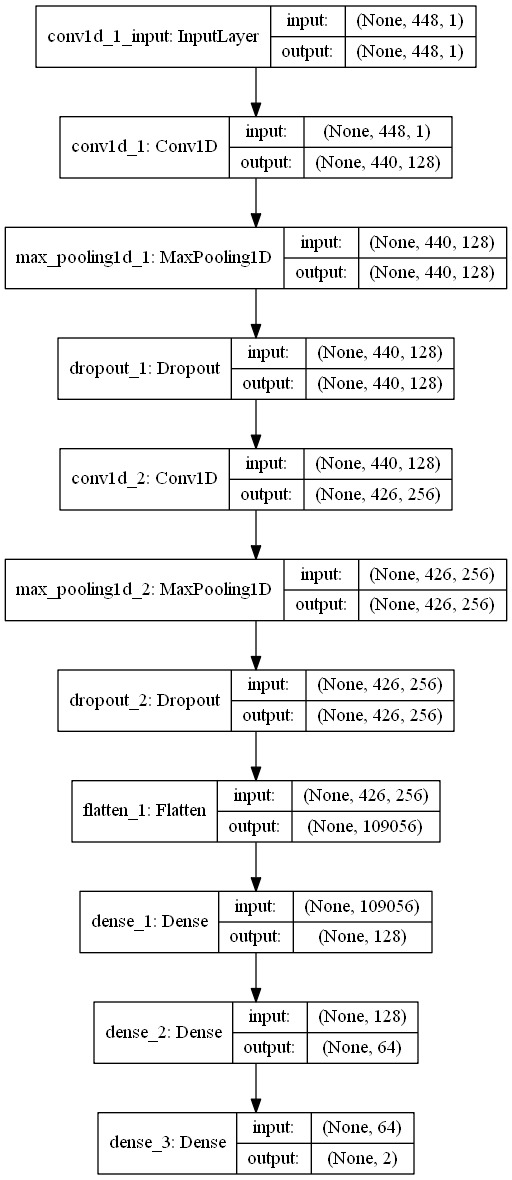 conv1d_1_input: InputLayer
input: (None, 448, 1)
output: (None, 448, 1)
conv1d_1: Conv1D
input: (None, 448, 1)
output: (None, 440, 128)
max_pooling1d_1: MaxPooling1D
input: (None, 440, 128)
output: (None, 440, 128)
dropout_1: Dropout
input: (None, 440, 128)
output: (None, 440, 128)
conv1d_2: Conv1D
input: (None, 440, 128)
output: (None, 426, 256)
max_pooling1d_2: MaxPooling1D
input: (None, 426, 256)
output: (None, 426, 256)
dropout_2: Dropout
input: (None, 426, 256)
output: (None, 426, 256)
flatten_1: Flatten
input: (None, 426, 256)
output: (None, 109056)
dense_1: Dense
input: (None, 109056)
output: (None, 128)
dense_2: Dense
input: (None, 128)
output: (None, 64)
dense_3: Dense
input: (None, 64)
output: (None, 2)